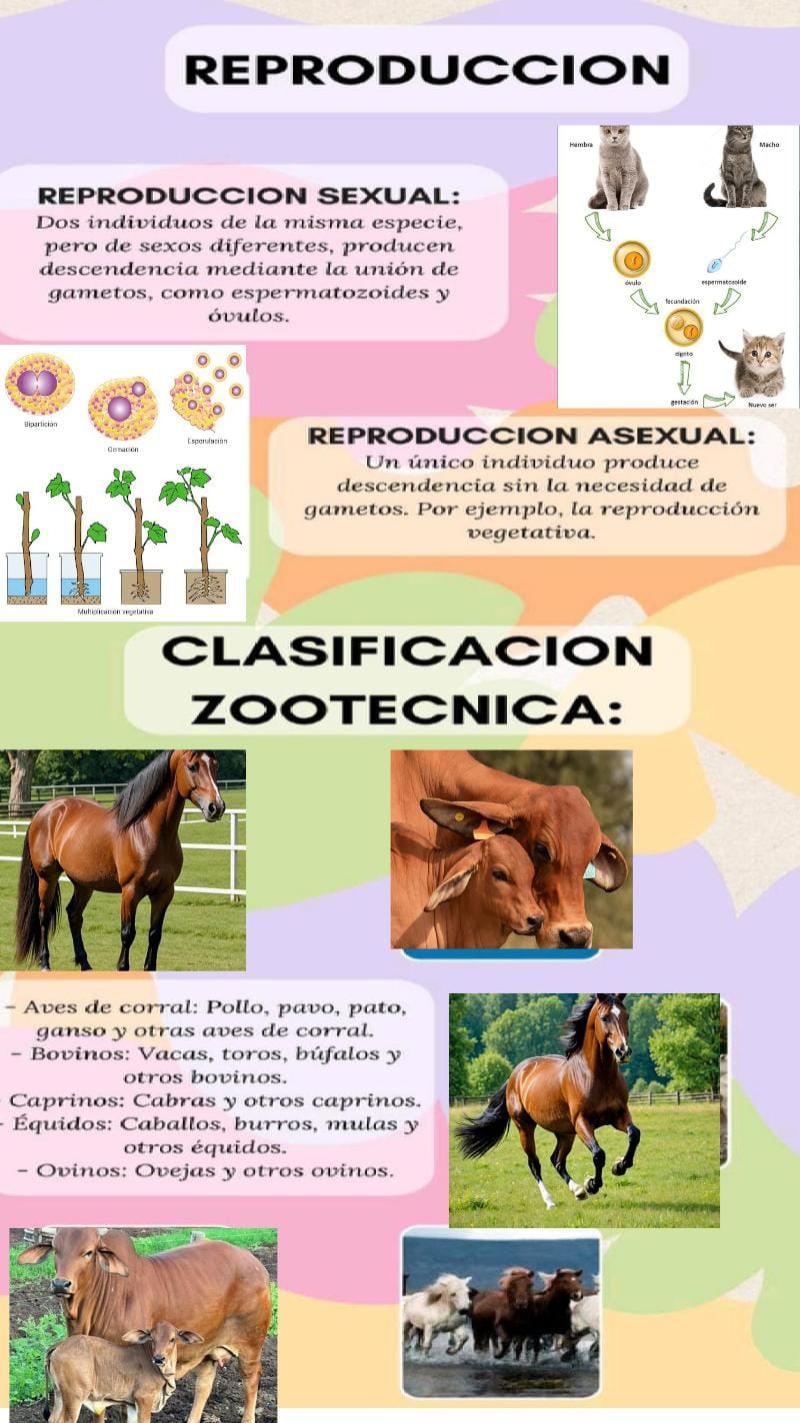 REPRODUCCION
REPRODUCCION SEXUAL:
Dos individuos de la misma especie,
pero de sexos diferentes, producen
descendencia mediante la unión de
gametos, como espermatozoides y
óvulos.
Hembra
Macho
óvulo
espermatozoide
fecundación
cigoto
gestación
Nuevo ser
Bipartición
Gemación
Esporulación
Multiplicación vegetativa
REPRODUCCION ASEXUAL:
Un único individuo produce
descendencia sin la necesidad de
gametos. Por ejemplo, la reproducción
vegetativa.
CLASIFICACION
ZOOTECNICA:
- Aves de corral: Pollo, pavo, pato,
ganso y otras aves de corral.
- Bovinos: Vacas, toros, búfalos y
otros bovinos.
Caprinos: Cabras y otros caprinos.
- Équidos: Caballos, burros, mulas y
otros équidos.
- Ovinos: Ovejas y otros ovinos.